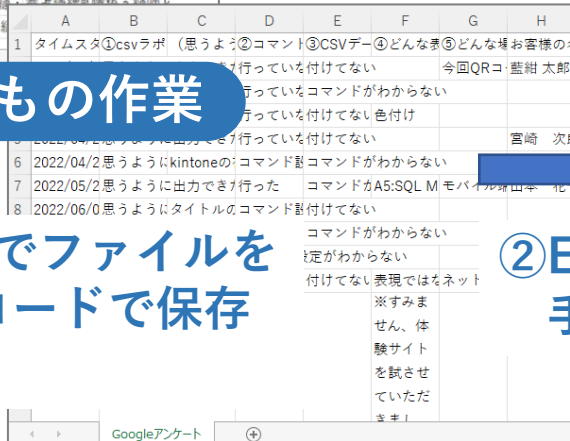 A B C D E F G H
1 タイムスタ ①csvラポ （思うよう ②コマント ③CSVデー ④どんな表 ⑤どんな場 お客様の名
行っていな 付けてない 今回QRコ 藍紺 太郎
もの作業
行っていな コマンドがわからない
行っていな 付けてない 色付け
行っていな 付けてない 宮崎 次
6 2022/04/2 思うように kintoneの コマンド設 コマンドがわからない
7 2022/05/2 思うように 出力でき 行った コマンドカ A5:SQL M モバイル
8 2022/06/0 思うように タイトルの コマンド設 付けてない
コマンドがわからない
設定がわからない
付けてない 表現では ネット
でファイルを
ロードで保存
②E
手
※すみま
せん、体
験サイト
を試させ
ていただ
きまし
Googleアンケート